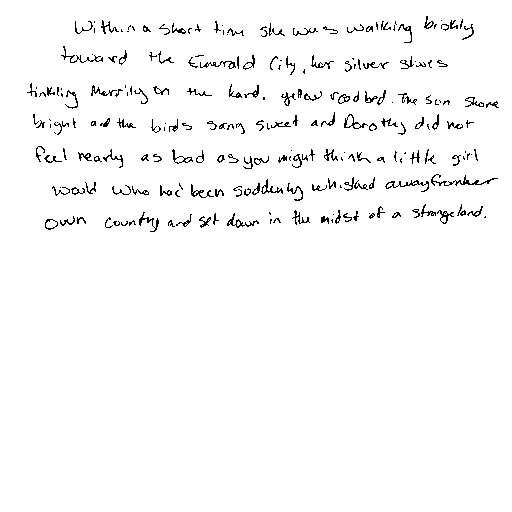 Within a short time she was walking briskly
toward the Emerald City, her silver shoes
tinkling merrily on the hard, yellow roadbed. The sun shone
bright and the birds sang sweet and Dorothy did not
feel nearly as bad as you might think a little girl
would who had been suddenly whisked away from her
own country and set down in the midst of a strange land.